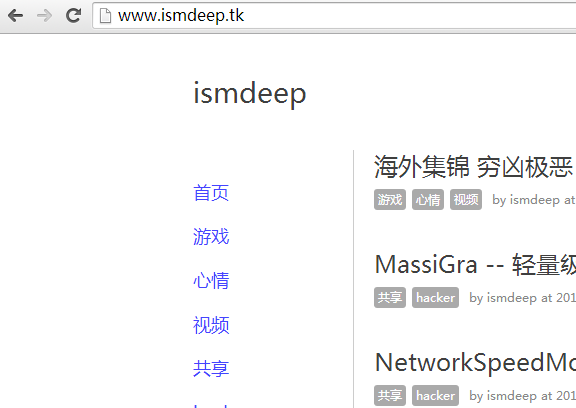 www.ismdeep.tk
ismdeep
首页
游戏
心情
视频
共享
海外集锦 穷凶极恶
游戏 心情 视频 by ismdeep at
MassiGra -- 轻量级
共享 hacker by ismdeep at 201
NetworkSpeedMo
共享 hacker by ismdeep at 201